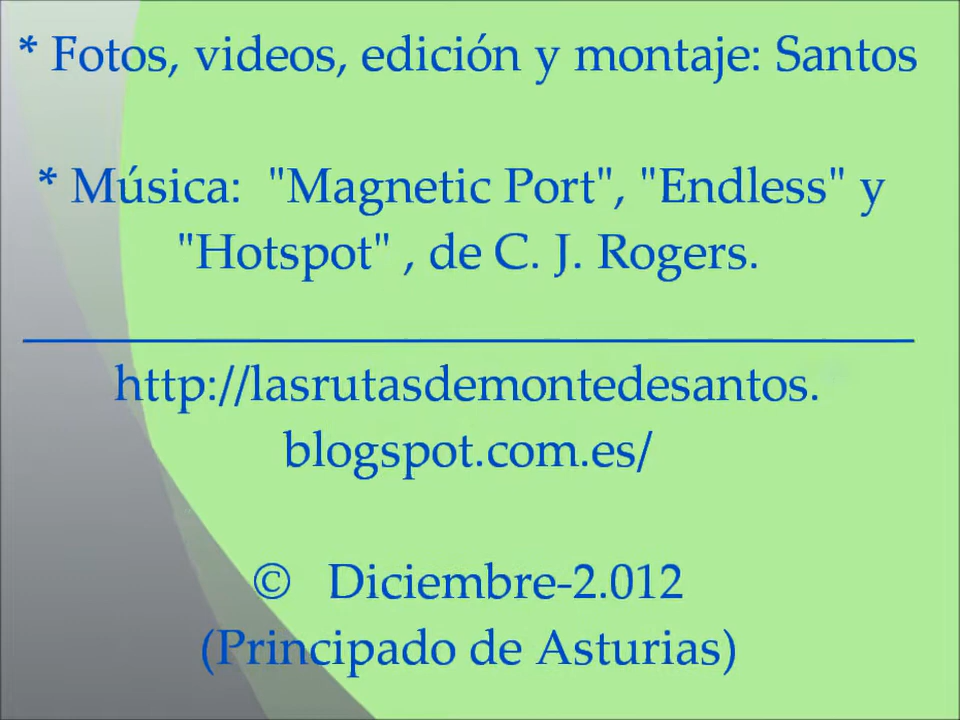 * Fotos, videos, edición y montaje: Santos
* Música:  "Magnetic Port", "Endless" y
"Hotspot" , de C. J. Rogers.
http://lasrutasdemontedesantos.
blogspot.com.es/
©   Diciembre-2.012
(Principado de Asturias)